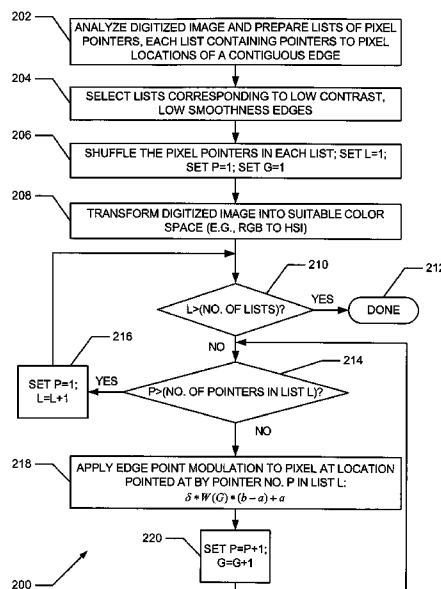 202
ANALYZE DIGITIZED IMAGE AND PREPARE LISTS OF PIXEL
POINTERS, EACH LIST CONTAINING POINTERS TO PIXEL
LOCATIONS OF A CONTIGUOUS EDGE
204
SELECT LISTS CORRESPONDING TO LOW CONTRAST,
LOW SMOOTHNESS EDGES
206
SHUFFLE THE PIXEL POINTERS IN EACH LIST; SET L=1;
SET P=1; SET G=1
208
TRANSFORM DIGITIZED IMAGE INTO SUITABLE COLOR
SPACE (E.G., RGB TO HSI)
210
212
L>(NO. OF LISTS)?
YES
DONE
NO
216
214
SET P=1;
L=L+1
YES
P>(NO. OF POINTERS IN LIST L)?
NO
218
APPLY EDGE POINT MODULATION TO PIXEL AT LOCATION
POINTED AT BY POINTER NO. P IN LIST L:
δ*W(G)*(b−a)+a
220
SET P=P+1;
G=G+1
200